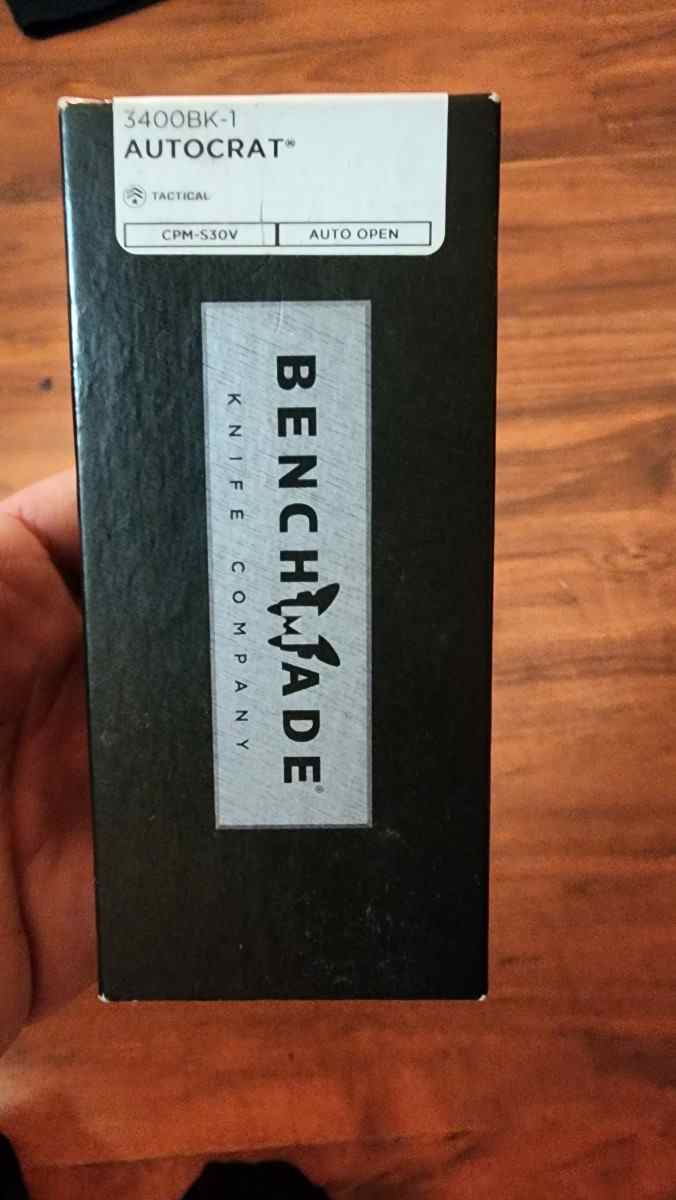 3400BK-1
AUTOCRAT®
TACTICAL
CPM-S30V
AUTO OPEN
BENCHMADE®
KNIFE COMPANY